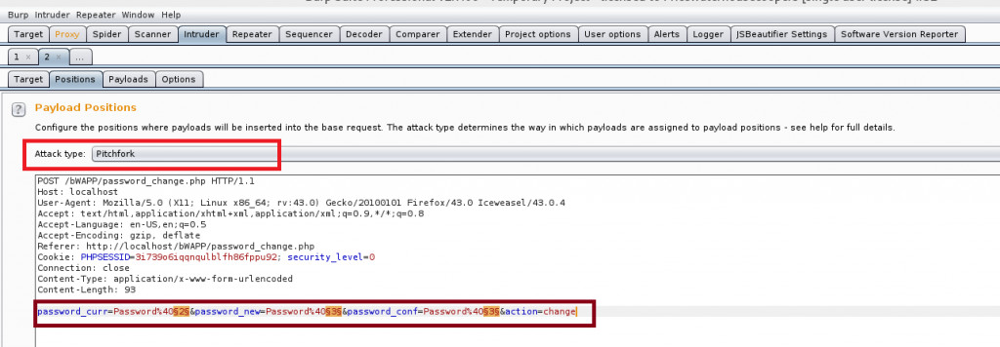 Burp Intruder Repeater Window Help
Target Proxy Spider Scanner Intruder Repeater Sequencer Decoder Comparer Extender Project options User options Alerts Logger JSBeautifier Settings Software Version Reporter
1 × 2 × ...
Target Positions Payloads Options
? Payload Positions
Configure the positions where payloads will be inserted into the base request. The attack type determines the way in which payloads are assigned to payload positions - see help for full details.
Attack type: Pitchfork
POST /bWAPP/password_change.php HTTP/1.1
Host: localhost
User-Agent: Mozilla/5.0 (X11; Linux x86_64; rv:43.0) Gecko/20100101 Firefox/43.0 Iceweasel/43.0.4
Accept: text/html,application/xhtml+xml,application/xml;q=0.9,*/*;q=0.8
Accept-Language: en-US,en;q=0.5
Accept-Encoding: gzip, deflate
Referer: http://localhost/bWAPP/password_change.php
Cookie: PHPSESSID=3i739o6iqqnqulblfh86fppu92; security_level=0
Connection: close
Content-Type: application/x-www-form-urlencoded
Content-Length: 93
password_curr=Password%40§2§&password_new=Password%40§3§&password_conf=Password%40§3§&action=change